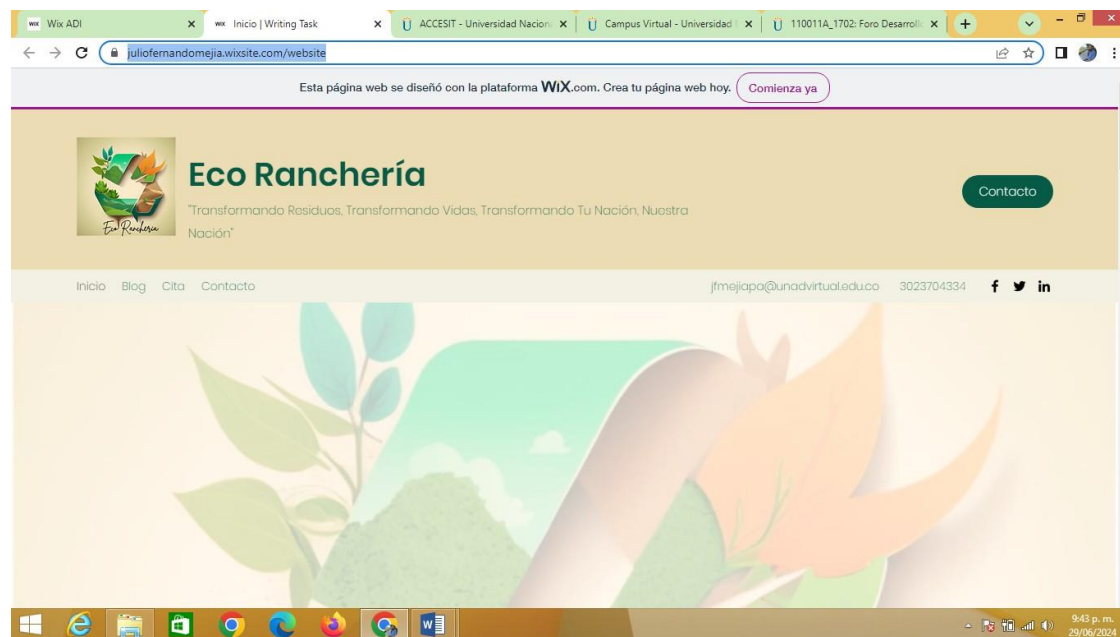 Wix ADI
Inicio | Writing Task
ACCESIT - Universidad Nacion
Campus Virtual - Universidad
110011A_1702: Foro Desarroll
juliofernandomejia.wixsite.com/website
Esta página web se diseñó con la plataforma WiX.com. Crea tu página web hoy. Comienza ya
Eco Ranchería
"Transformando Residuos, Transformando Vidas, Transformando Tu Nación, Nuestra
Nación"
Eco Ranchería
Contacto
Inicio Blog Cita Contacto
jfmejiapa@unadvirtual.edu.co 3023704334
9:43 p. m.
29/06/2024